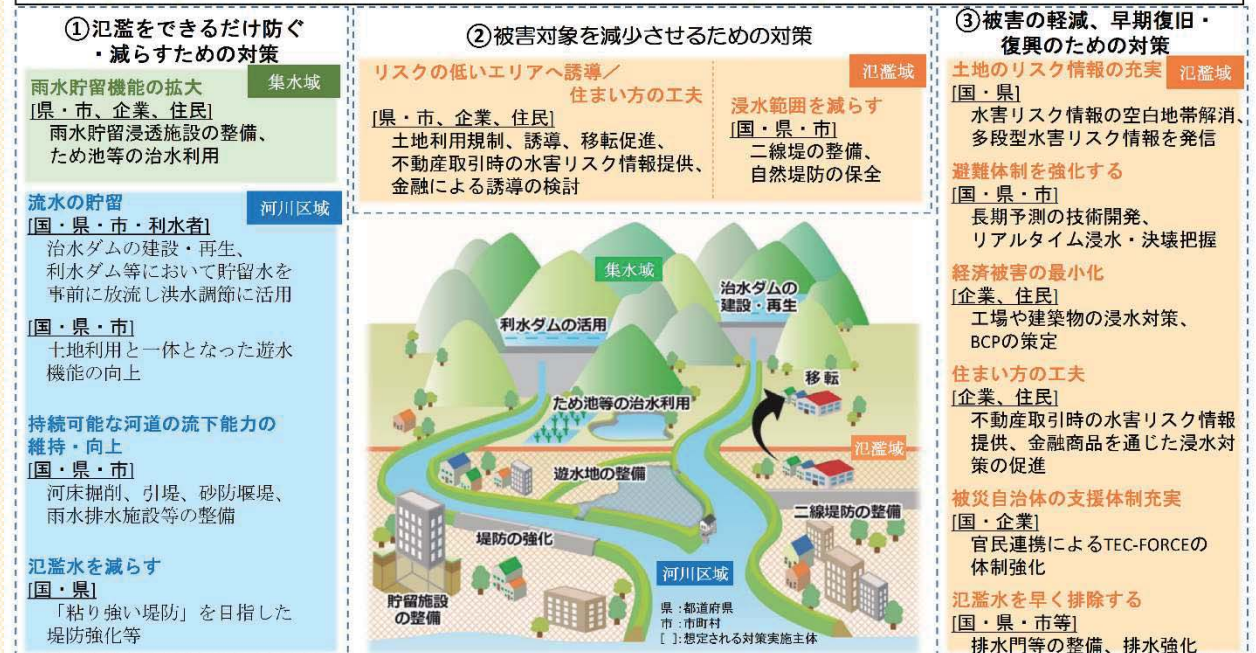 ①氾濫をできるだけ防ぐ
・減らすための対策
集水域
雨水貯留機能の拡大
[県・市、企業、住民]
雨水貯留浸透施設の整備、
ため池等の治水利用
河川区域
流水の貯留
[国・県・市・利水者]
治水ダムの建設・再生、
利水ダム等において貯留水を
事前に放流し洪水調節に活用
[国・県・市]
土地利用と一体となった遊水
機能の向上
持続可能な河道の流下能力の
維持・向上
[国・県・市]
河床掘削、引堤、砂防堰堤、
雨水排水施設等の整備
氾濫水を減らす
[国・県]
「粘り強い堤防」を目指した
堤防強化等
②被害対象を減少させるための対策
氾濫域
リスクの低いエリアへ誘導／
住まい方の工夫
[県・市、企業、住民]
土地利用規制、誘導、移転促進、
不動産取引時の水害リスク情報提供、
金融による誘導の検討
浸水範囲を減らす
[国・県・市]
二線堤の整備、
自然堤防の保全
集水域
治水ダムの
建設・再生
利水ダムの活用
移転
ため池等の治水利用
氾濫域
遊水地の整備
二線堤防の整備
堤防の強化
河川区域
貯留施設
の整備
県：都道府県
市：市町村
[ ]:想定される対策実施主体
③被害の軽減、早期復旧・
復興のための対策
土地のリスク情報の充実
氾濫域
[国・県]
水害リスク情報の空白地帯解消、
多段型水害リスク情報を発信
避難体制を強化する
[国・県・市]
長期予測の技術開発、
リアルタイム浸水・決壊把握
経済被害の最小化
[企業、住民]
工場や建築物の浸水対策、
BCPの策定
住まい方の工夫
[企業、住民]
不動産取引時の水害リスク情報
提供、金融商品を通じた浸水対
策の促進
被災自治体の支援体制充実
[国・企業]
官民連携によるTEC-FORCEの
体制強化
氾濫水を早く排除する
[国・県・市等]
排水門等の整備、排水強化